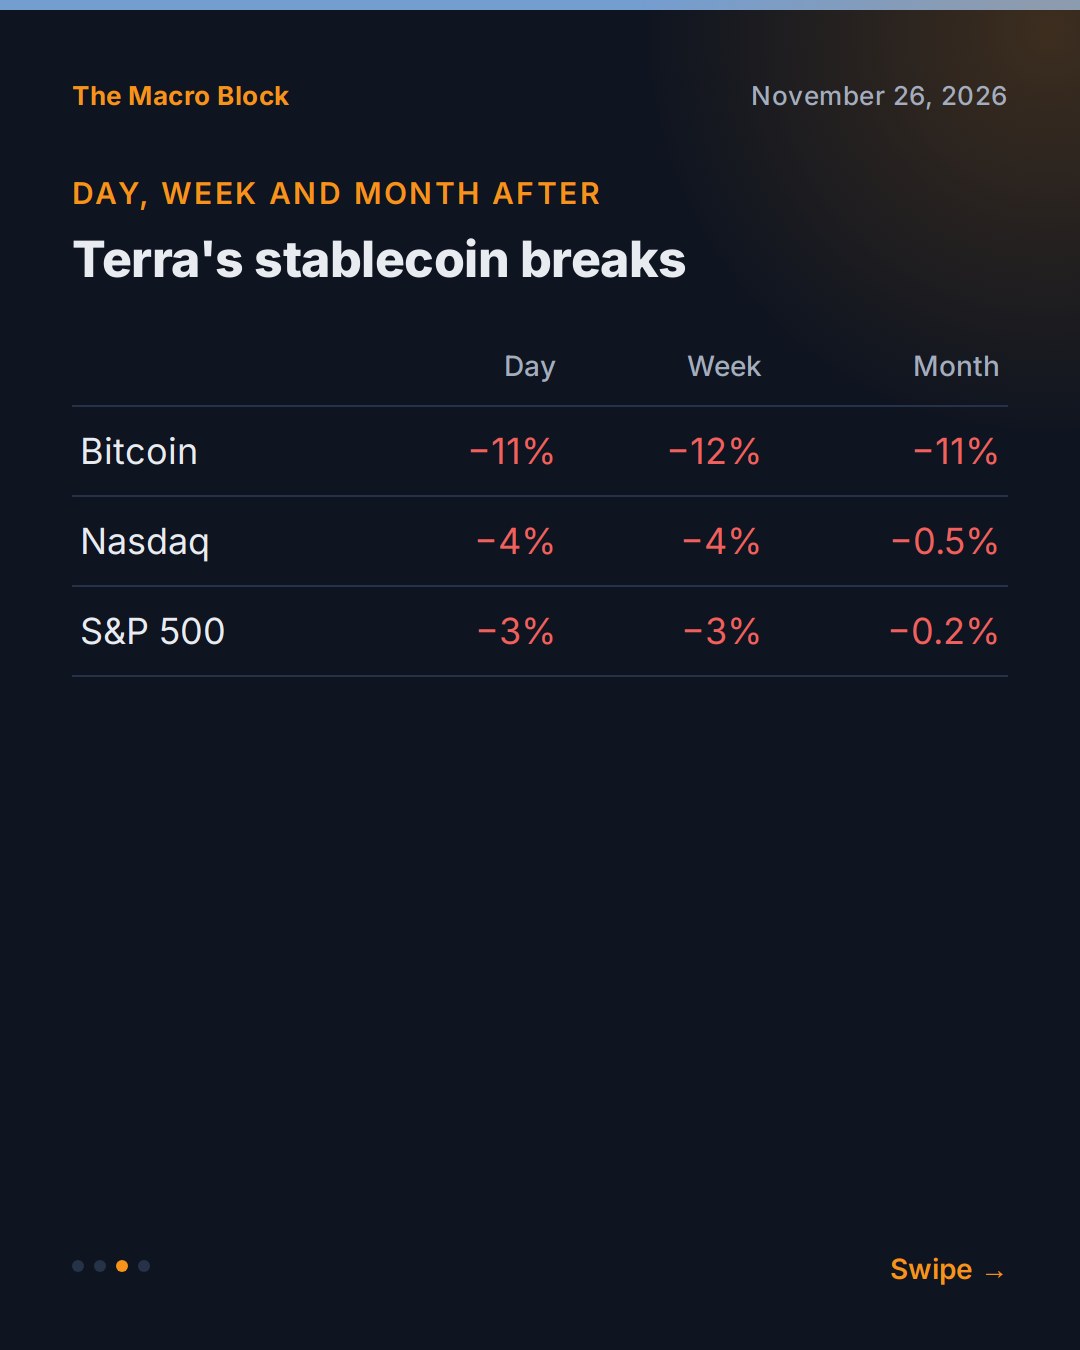 The Macro Block November 26, 2026
DAY, WEEK AND MONTH AFTER
Terra's stablecoin breaks
Day Week Month
Bitcoin −11% −12% −11%
Nasdaq −4% −4% −0.5%
S&P 500 −3% −3% −0.2%
Swipe →